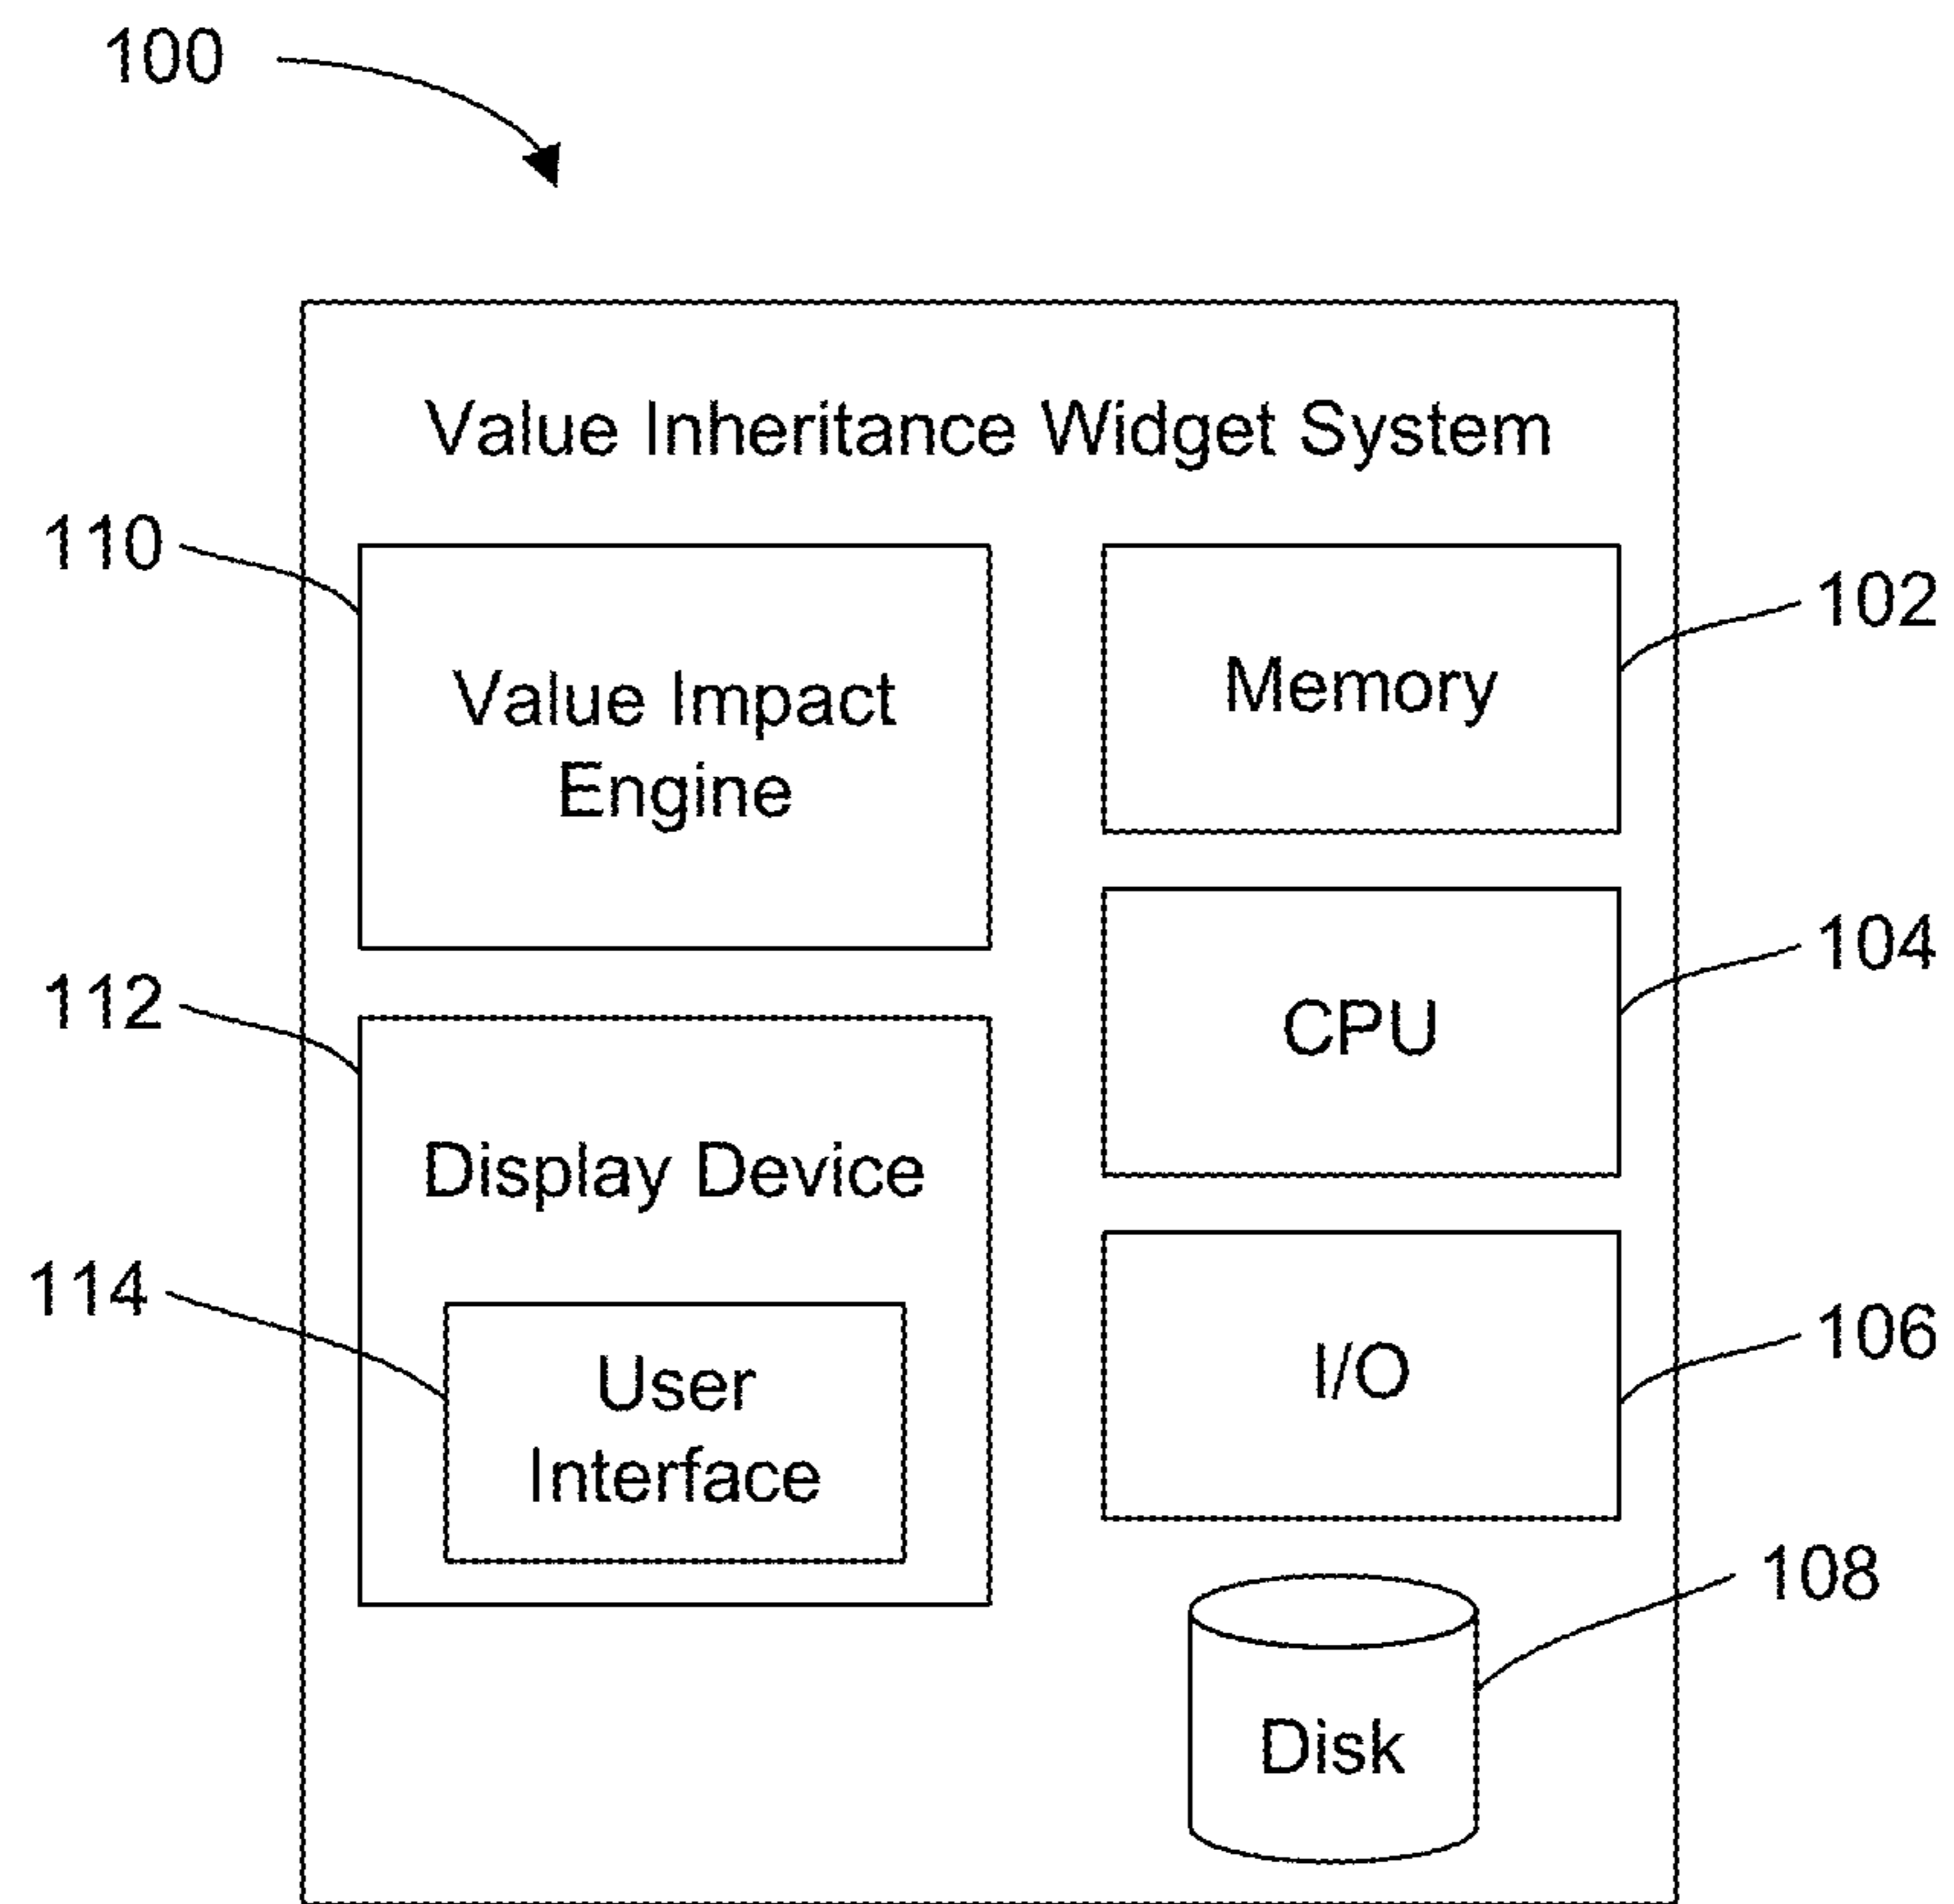 100
Value Inheritance Widget System
110
Value Impact
Engine
Memory
102
CPU
104
112
Display Device
114
User
Interface
I/O
106
108
Disk